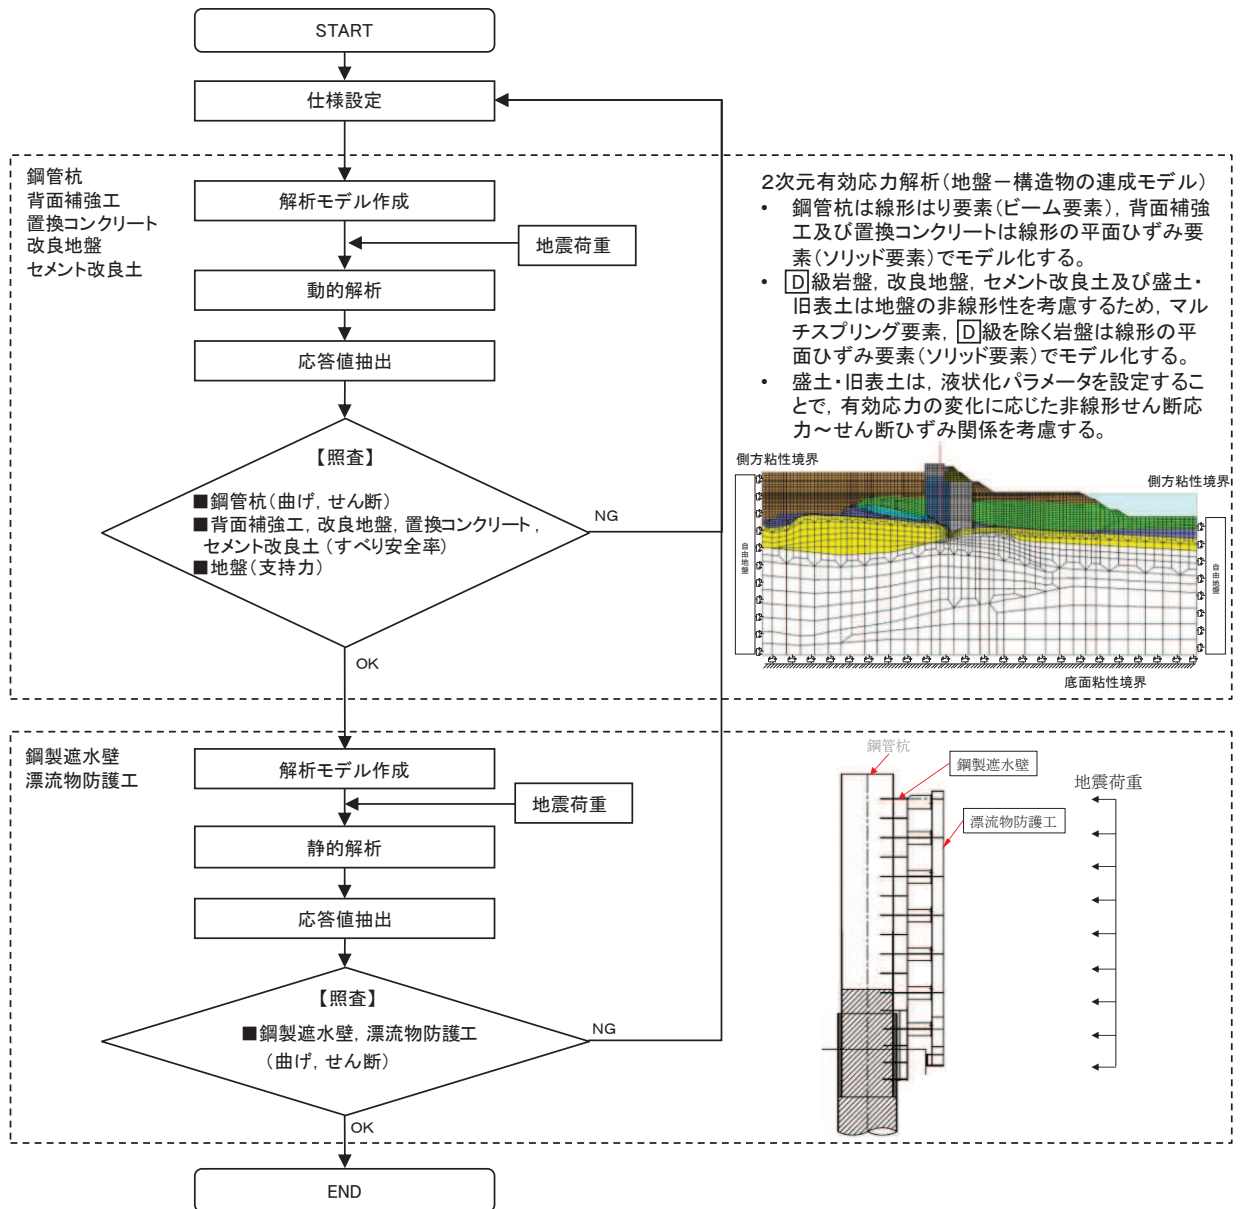 START
仕様設定
鋼管杭
背面補強工
置換コンクリート
改良地盤
セメント改良土
解析モデル作成
地震荷重
動的解析
応答値抽出
【照査】
■鋼管杭(曲げ, せん断)
■背面補強工, 改良地盤, 置換コンクリート,
セメント改良土 (すべり安全率)
■地盤(支持力)
NG
OK
2次元有効応力解析(地盤－構造物の連成モデル)
• 鋼管杭は線形はり要素(ビーム要素), 背面補強
工及び置換コンクリートは線形の平面ひずみ要
素(ソリッド要素)でモデル化する。
• D級岩盤, 改良地盤, セメント改良土及び盛土・
旧表土は地盤の非線形性を考慮するため, マル
チスプリング要素, D級を除く岩盤は線形の平
面ひずみ要素(ソリッド要素)でモデル化する。
• 盛土・旧表土は, 液状化パラメータを設定するこ
とで, 有効応力の変化に応じた非線形せん断応
力～せん断ひずみ関係を考慮する。
側方粘性境界
側方粘性境界
自由地盤
自由地盤
底面粘性境界
鋼製遮水壁
漂流物防護工
解析モデル作成
地震荷重
静的解析
応答値抽出
【照査】
■鋼製遮水壁, 漂流物防護工
(曲げ, せん断)
NG
OK
鋼管杭
鋼製遮水壁
漂流物防護工
地震荷重
END